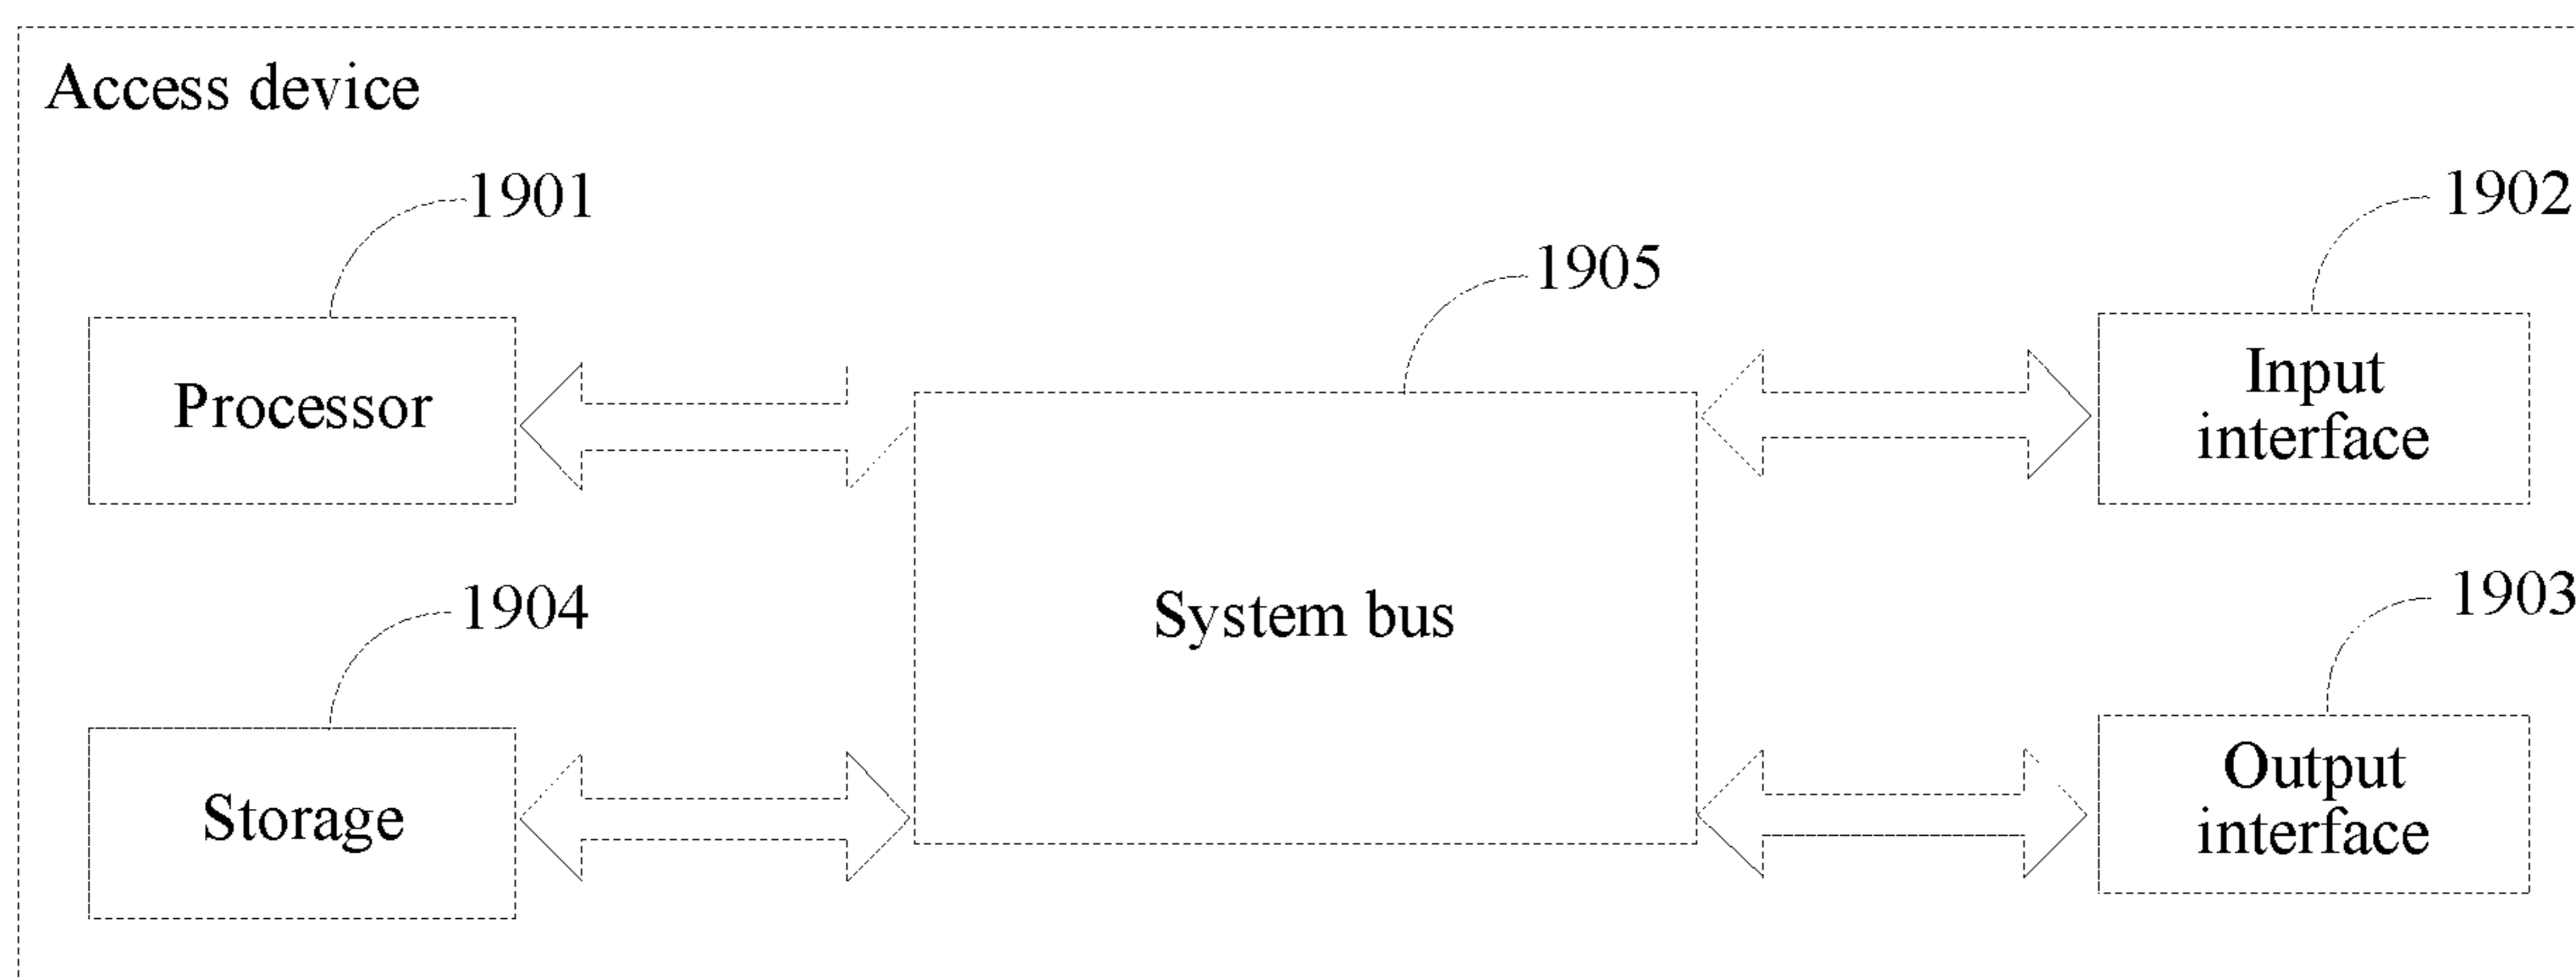 Access device
1901
1902
1905
Processor
Input
interface
1904
System bus
1903
Storage
Output
interface